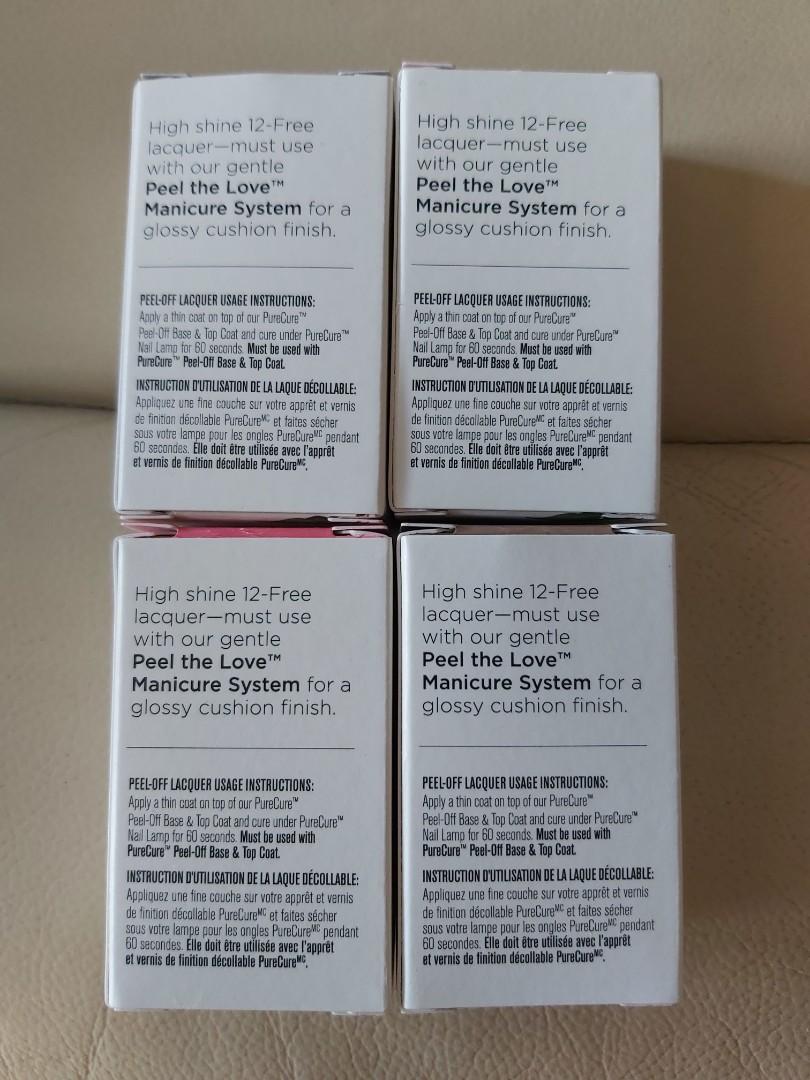 High shine 12-Free
lacquer—must use
with our gentle
Peel the Love™
Manicure System for a
glossy cushion finish.
PEEL-OFF LACQUER USAGE INSTRUCTIONS:
Apply a thin coat on top of our PureCure™
Peel-Off Base & Top Coat and cure under PureCure™
Nail Lamp for 60 seconds. Must be used with
PureCure™ Peel-Off Base & Top Coat.
INSTRUCTION D'UTILISATION DE LA LAQUE DÉCOLLABLE:
Appliquez une fine couche sur votre apprêt et vernis
de finition décollable PureCureᴹᶜ et faites sécher
sous votre lampe pour les ongles PureCureᴹᶜ pendant
60 secondes. Elle doit être utilisée avec l'apprêt
et vernis de finition décollable PureCureᴹᶜ.
High shine 12-Free
lacquer—must use
with our gentle
Peel the Love™
Manicure System for a
glossy cushion finish.
PEEL-OFF LACQUER USAGE INSTRUCTIONS:
Apply a thin coat on top of our PureCure™
Peel-Off Base & Top Coat and cure under PureCure™
Nail Lamp for 60 seconds. Must be used with
PureCure™ Peel-Off Base & Top Coat.
INSTRUCTION D'UTILISATION DE LA LAQUE DÉCOLLABLE:
Appliquez une fine couche sur votre apprêt et vernis
de finition décollable PureCureᴹᶜ et faites sécher
sous votre lampe pour les ongles PureCureᴹᶜ pendant
60 secondes. Elle doit être utilisée avec l'apprêt
et vernis de finition décollable PureCureᴹᶜ.
High shine 12-Free
lacquer—must use
with our gentle
Peel the Love™
Manicure System for a
glossy cushion finish.
PEEL-OFF LACQUER USAGE INSTRUCTIONS:
Apply a thin coat on top of our PureCure™
Peel-Off Base & Top Coat and cure under PureCure™
Nail Lamp for 60 seconds. Must be used with
PureCure™ Peel-Off Base & Top Coat.
INSTRUCTION D'UTILISATION DE LA LAQUE DÉCOLLABLE:
Appliquez une fine couche sur votre apprêt et vernis
de finition décollable PureCureᴹᶜ et faites sécher
sous votre lampe pour les ongles PureCureᴹᶜ pendant
60 secondes. Elle doit être utilisée avec l'apprêt
et vernis de finition décollable PureCureᴹᶜ.
High shine 12-Free
lacquer—must use
with our gentle
Peel the Love™
Manicure System for a
glossy cushion finish.
PEEL-OFF LACQUER USAGE INSTRUCTIONS:
Apply a thin coat on top of our PureCure™
Peel-Off Base & Top Coat and cure under PureCure™
Nail Lamp for 60 seconds. Must be used with
PureCure™ Peel-Off Base & Top Coat.
INSTRUCTION D'UTILISATION DE LA LAQUE DÉCOLLABLE:
Appliquez une fine couche sur votre apprêt et vernis
de finition décollable PureCureᴹᶜ et faites sécher
sous votre lampe pour les ongles PureCureᴹᶜ pendant
60 secondes. Elle doit être utilisée avec l'apprêt
et vernis de finition décollable PureCureᴹᶜ.